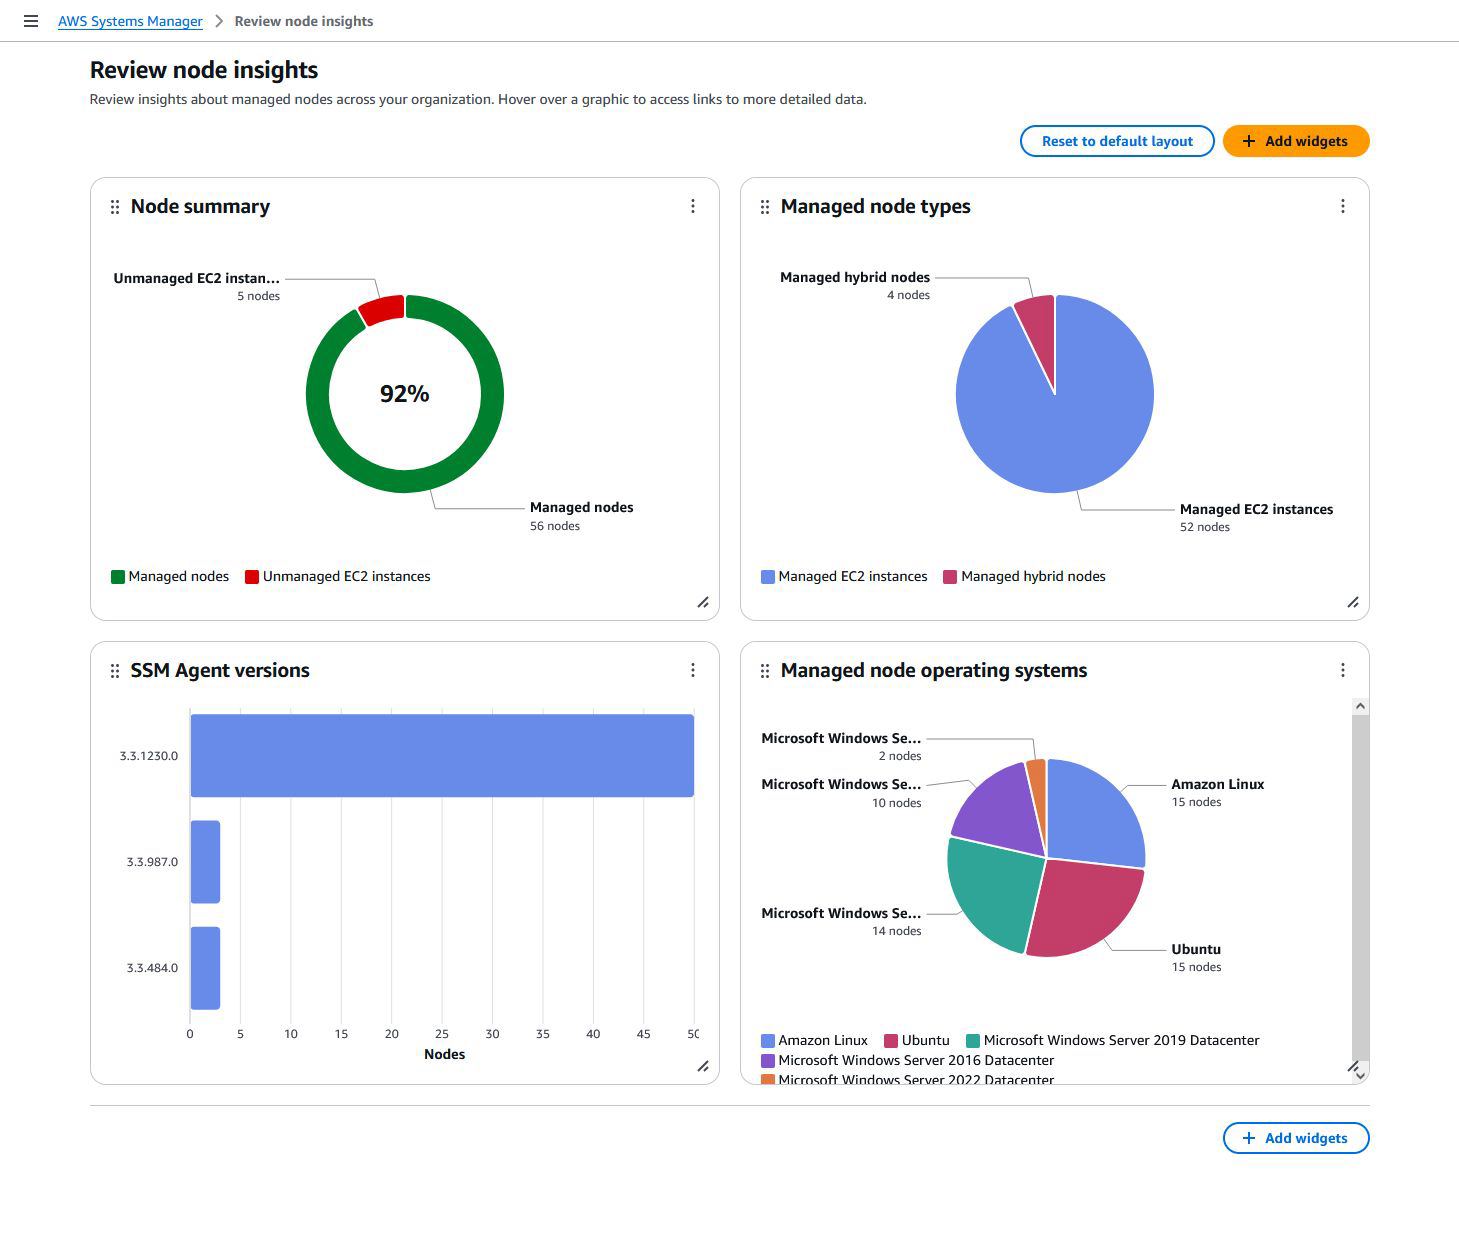 AWS Systems Manager > Review node insights
Review node insights
Review insights about managed nodes across your organization. Hover over a graphic to access links to more detailed data.
Reset to default layout
+ Add widgets
Node summary
Unmanaged EC2 instan...
5 nodes
92%
Managed nodes
56 nodes
Managed nodes Unmanaged EC2 instances
Managed node types
Managed hybrid nodes
4 nodes
Managed EC2 instances
52 nodes
Managed EC2 instances Managed hybrid nodes
SSM Agent versions
3.3.1230.0
3.3.987.0
3.3.484.0
0 5 10 15 20 25 30 35 40 45 50
Nodes
Managed node operating systems
Microsoft Windows Se...
2 nodes
Microsoft Windows Se...
10 nodes
Microsoft Windows Se...
14 nodes
Amazon Linux
15 nodes
Ubuntu
15 nodes
Amazon Linux Ubuntu Microsoft Windows Server 2019 Datacenter
Microsoft Windows Server 2016 Datacenter
Microsoft Windows Server 2022 Datacenter
+ Add widgets